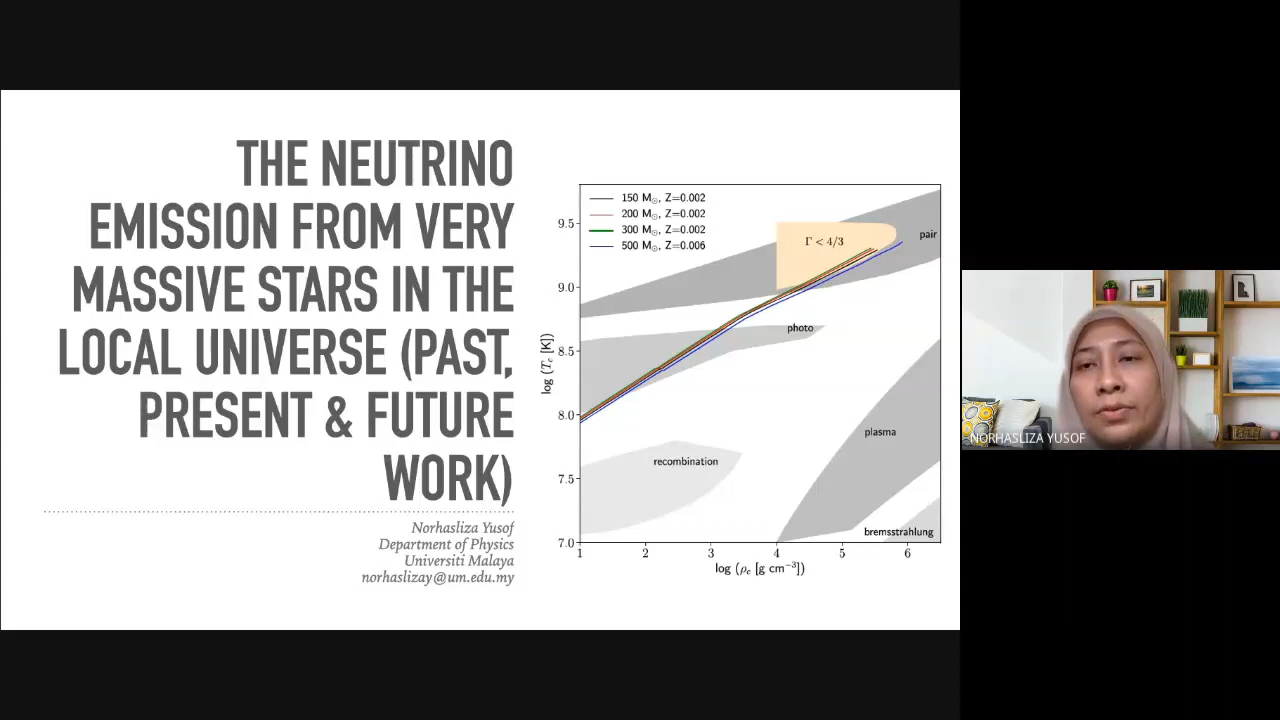 THE NEUTRINO
EMISSION FROM VERY
MASSIVE STARS IN THE
LOCAL UNIVERSE (PAST,
PRESENT & FUTURE
WORK)
Norhasliza Yusof
Department of Physics
Universiti Malaya
norhaslizay@um.edu.my
150 M☉, Z=0.002
200 M☉, Z=0.002
300 M☉, Z=0.002
500 M☉, Z=0.006
Γ < 4/3
pair
photo
plasma
recombination
bremsstrahlung
log (T_c [K])
9.5
9.0
8.5
8.0
7.5
7.0
1 2 3 4 5 6
log (ρ_c [g cm⁻³])
NORHASLIZA YUSOF